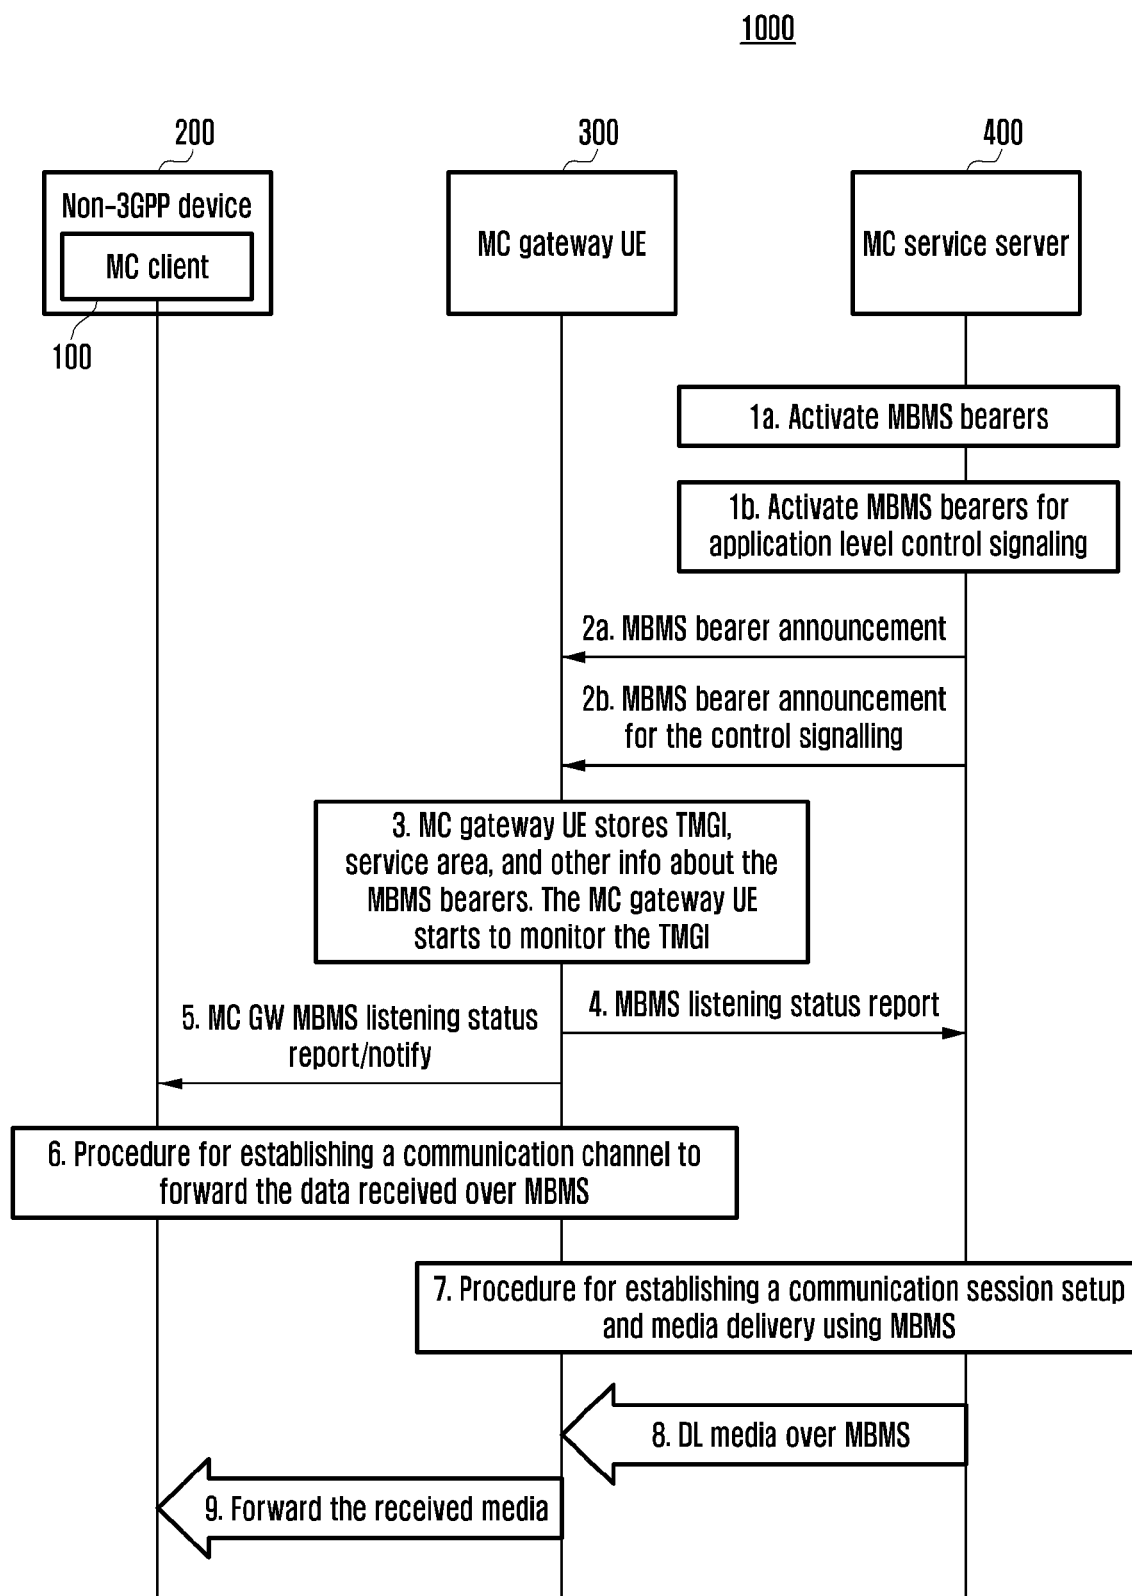 1000
200
300
400
Non-3GPP device
MC client
100
MC gateway UE
MC service server
1a. Activate MBMS bearers
1b. Activate MBMS bearers for
application level control signaling
2a. MBMS bearer announcement
2b. MBMS bearer announcement
for the control signalling
3. MC gateway UE stores TMGI,
service area, and other info about the
MBMS bearers. The MC gateway UE
starts to monitor the TMGI
4. MBMS listening status report
5. MC GW MBMS listening status
report/notify
6. Procedure for establishing a communication channel to
forward the data received over MBMS
7. Procedure for establishing a communication session setup
and media delivery using MBMS
8. DL media over MBMS
9. Forward the received media